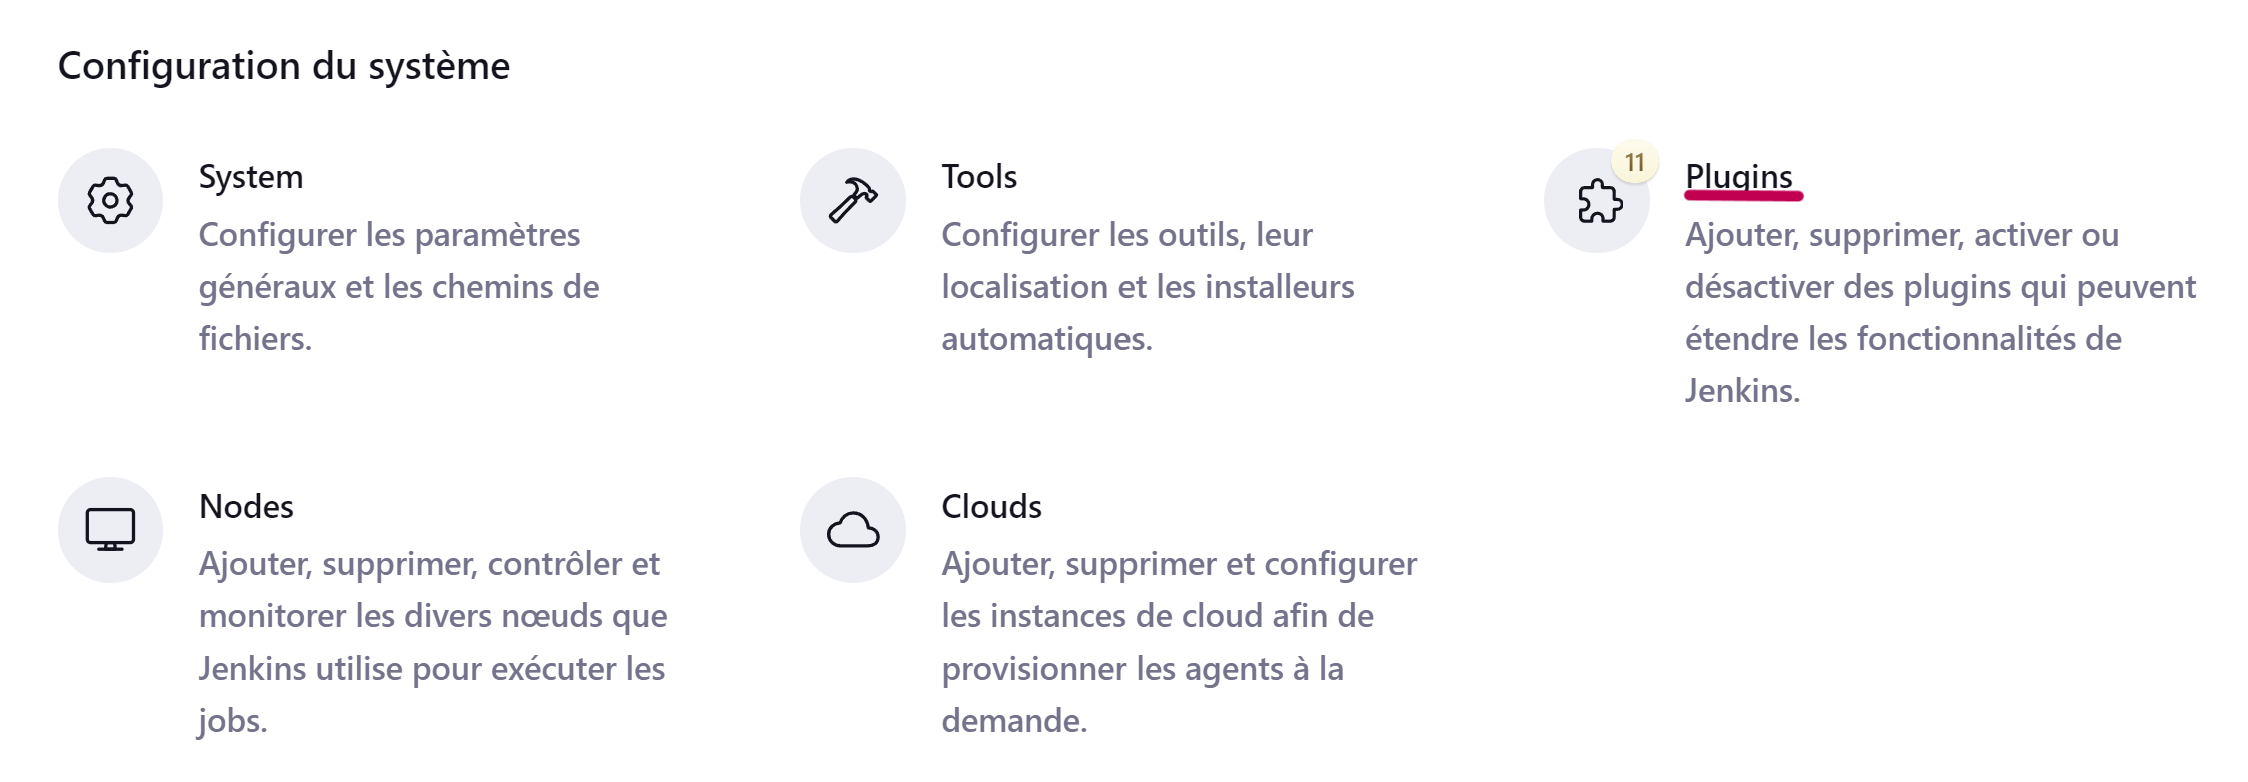 Configuration du système
System
Configurer les paramètres
généraux et les chemins de
fichiers.
Tools
Configurer les outils, leur
localisation et les installeurs
automatiques.
11
Plugins
Ajouter, supprimer, activer ou
désactiver des plugins qui peuvent
étendre les fonctionnalités de
Jenkins.
Nodes
Ajouter, supprimer, contrôler et
monitorer les divers nœuds que
Jenkins utilise pour exécuter les
jobs.
Clouds
Ajouter, supprimer et configurer
les instances de cloud afin de
provisionner les agents à la
demande.